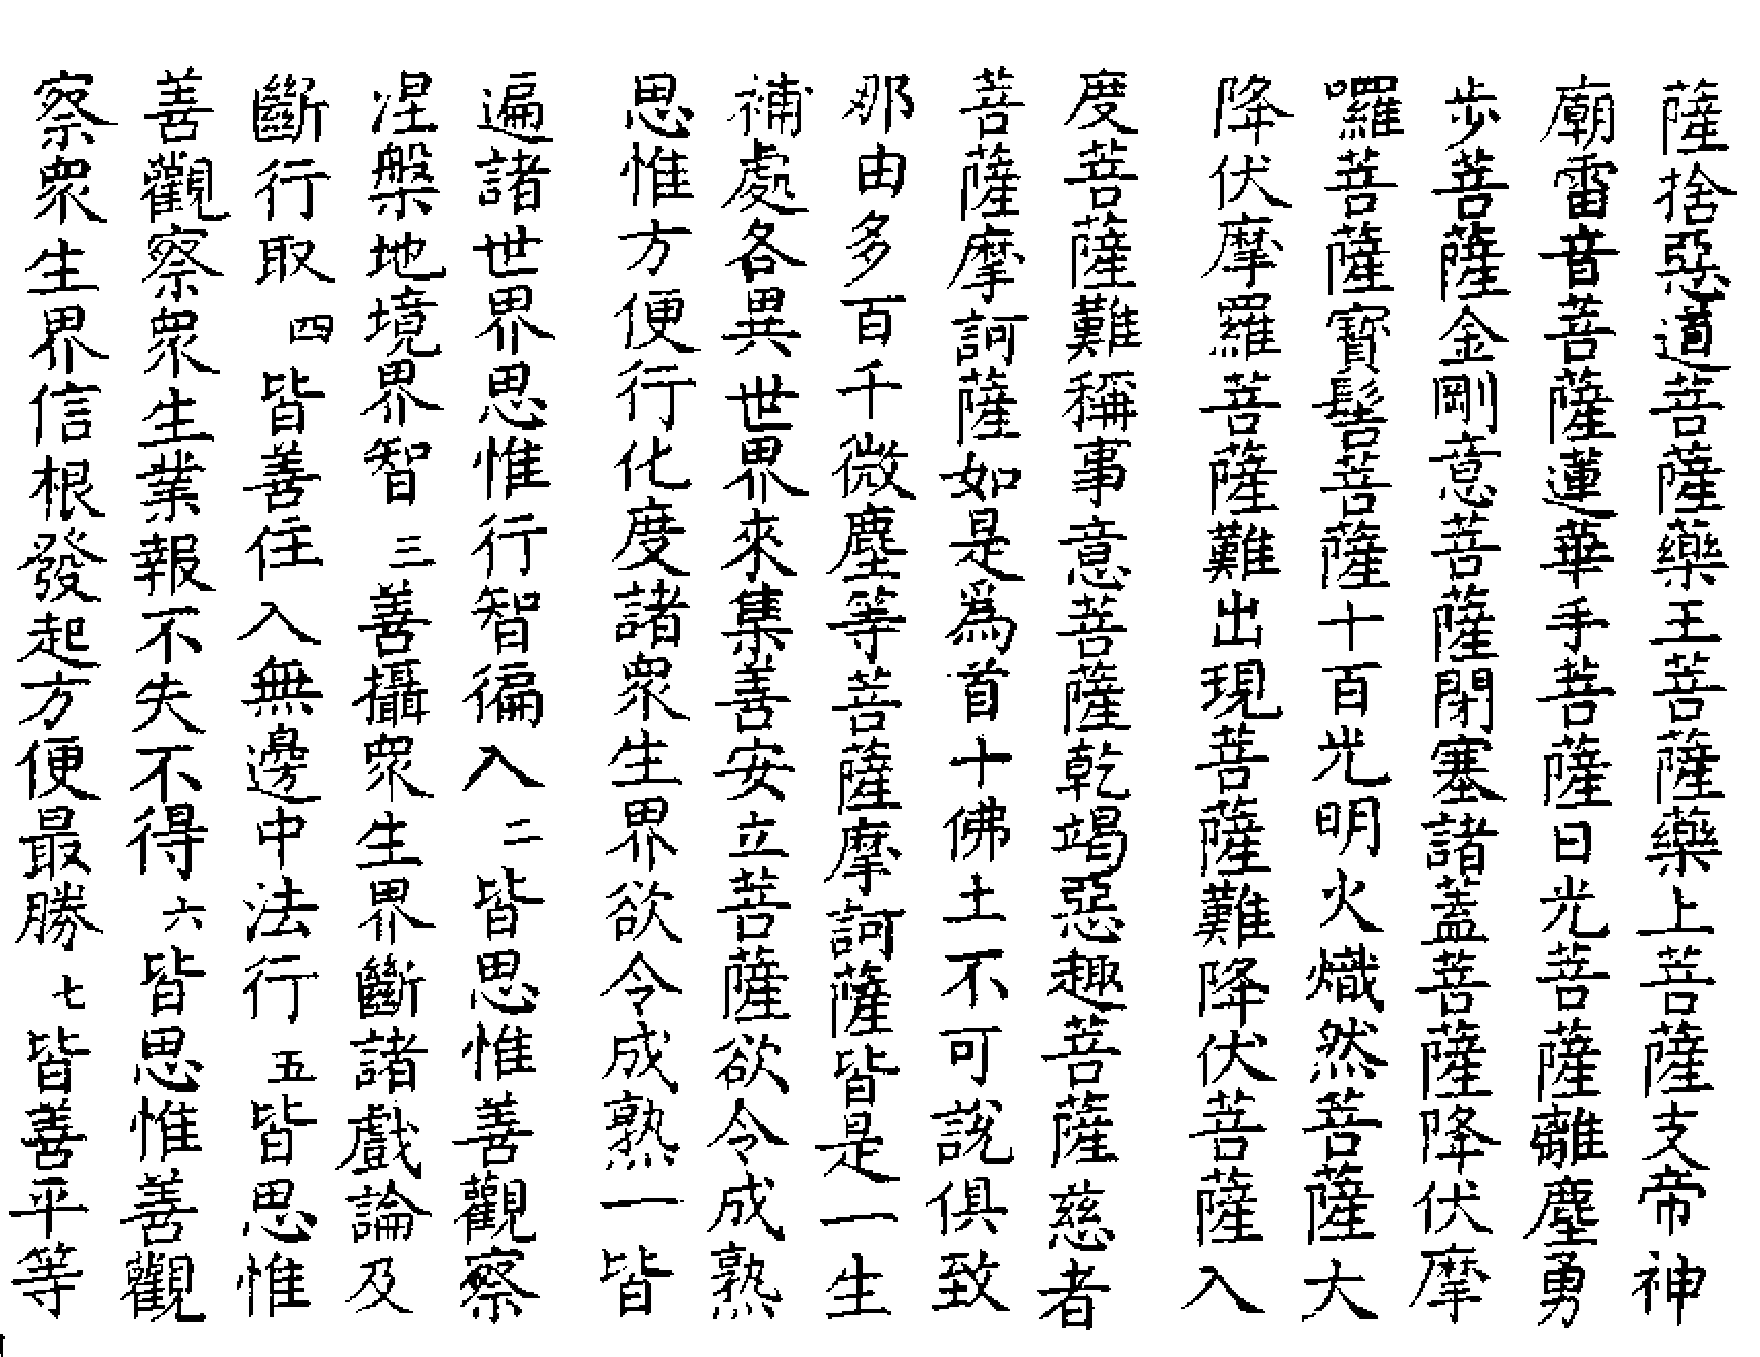 薩捨惡道菩薩藥王菩薩藥上菩薩支帝神
廟雷音菩薩蓮華手菩薩日光菩薩離塵勇
步菩薩金剛意菩薩閉塞諸蓋菩薩降伏摩
囉菩薩寶髻菩薩十百光明火熾然菩薩大
降伏摩羅菩薩難出現菩薩難降伏菩薩入
度菩薩難稱事意菩薩乾竭惡趣菩薩慈者
菩薩摩訶薩如是為首十佛土不可說俱致
那由多百千微塵等菩薩摩訶薩皆是一生
補處各異世界來集善安立菩薩欲令成熟
思惟方便行化度諸眾生界欲令成熟一皆
遍諸世界思惟行智徧入二皆思惟善觀察
涅槃地境界智三善攝眾生界斷諸戲論及
斷行取四皆善住入無邊中法行五皆思惟
善觀察眾生業報不失不得六皆思惟善觀
察眾生界信根發起方便最勝七皆善平等